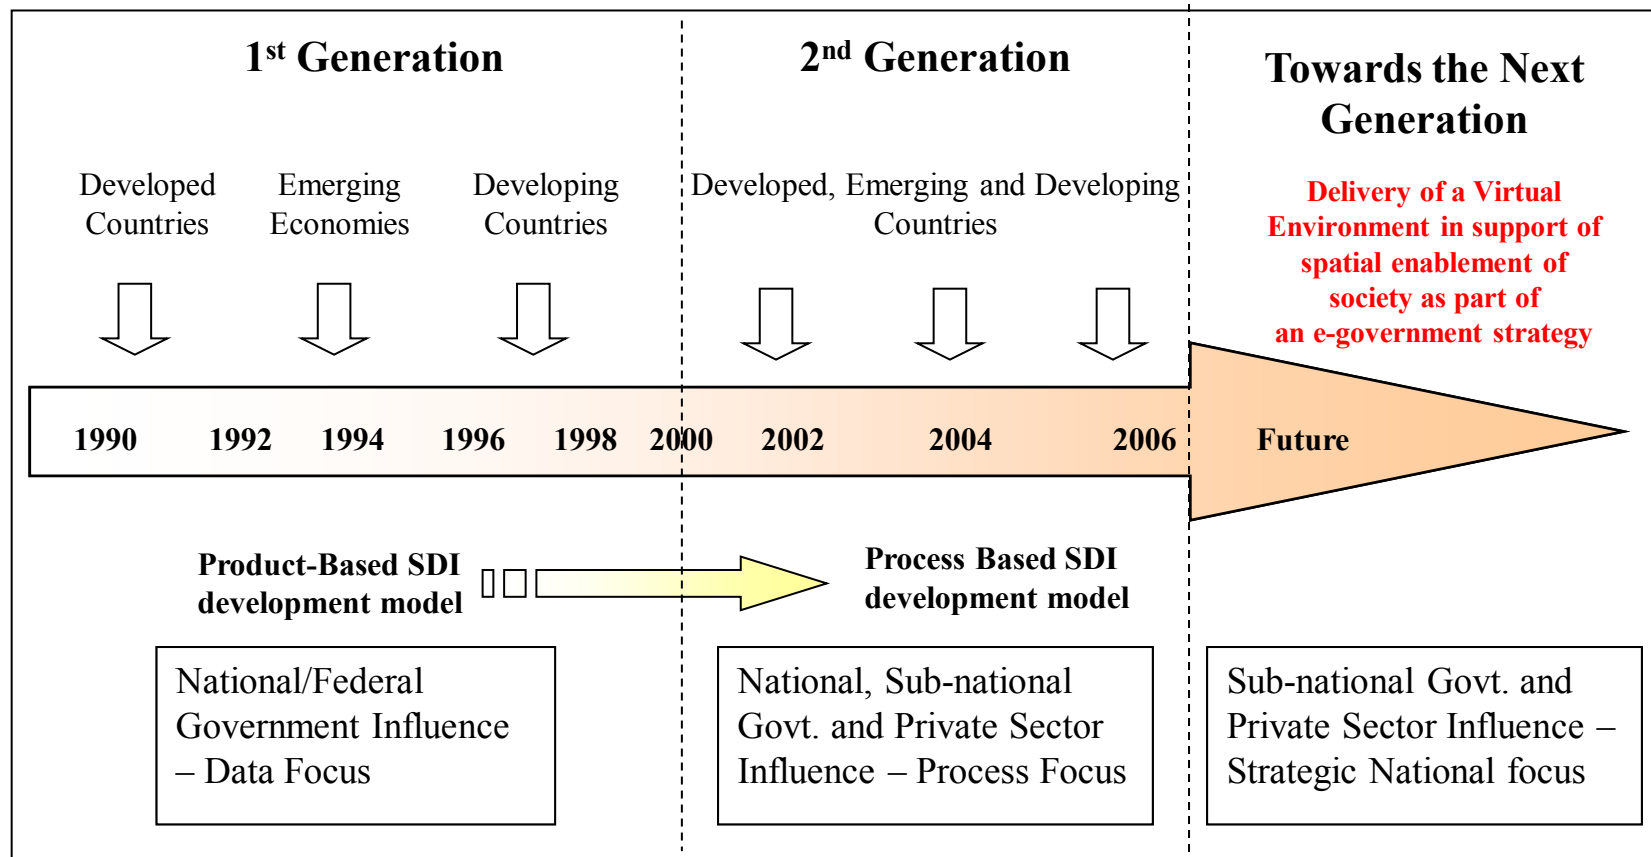 1st Generation
2nd Generation
Towards the Next
Generation
Developed
Countries
Emerging
Economies
Developing
Countries
Developed, Emerging and Developing
Countries
Delivery of a Virtual
Environment in support of
spatial enablement of
society as part of
an e-government strategy
1990 1992 1994 1996 1998 2000 2002 2004 2006 Future
Product-Based SDI
development model
Process Based SDI
development model
National/Federal
Government Influence
– Data Focus
National, Sub-national
Govt. and Private Sector
Influence – Process Focus
Sub-national Govt. and
Private Sector Influence –
Strategic National focus